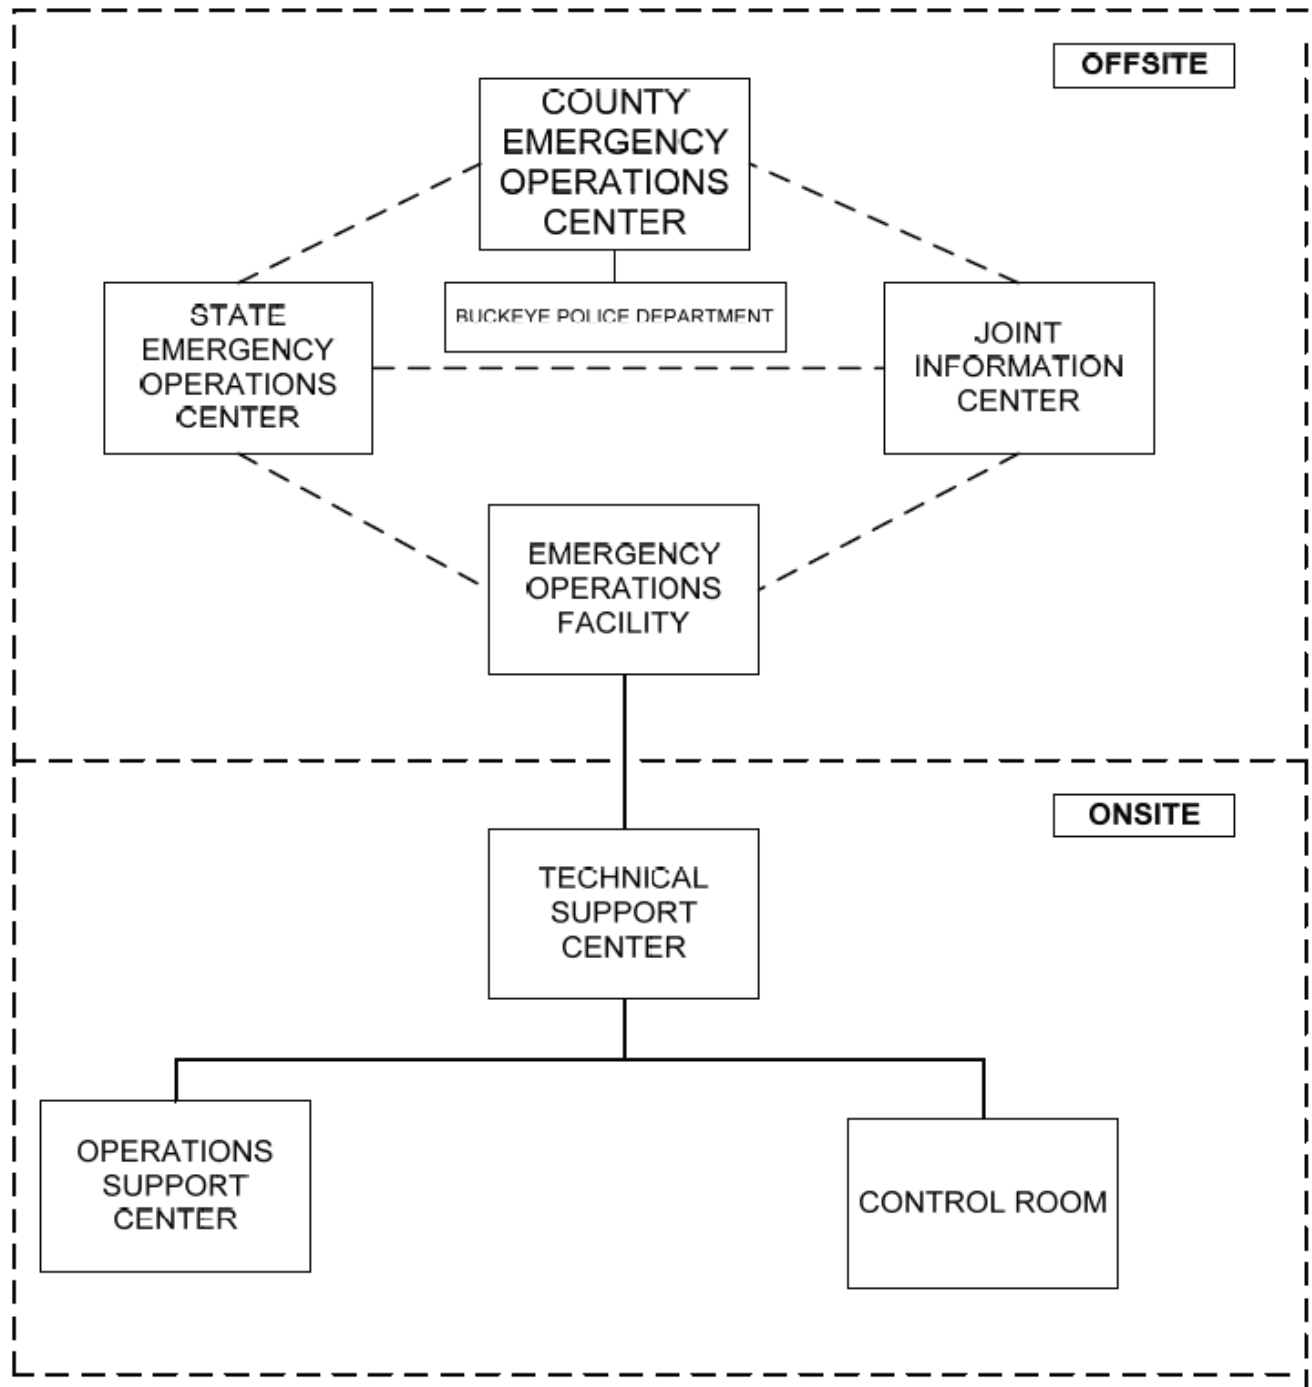 OFFSITE
COUNTY
EMERGENCY
OPERATIONS
CENTER
STATE
EMERGENCY
OPERATIONS
CENTER
BUCKEYE POLICE DEPARTMENT
JOINT
INFORMATION
CENTER
EMERGENCY
OPERATIONS
FACILITY
ONSITE
TECHNICAL
SUPPORT
CENTER
OPERATIONS
SUPPORT
CENTER
CONTROL ROOM